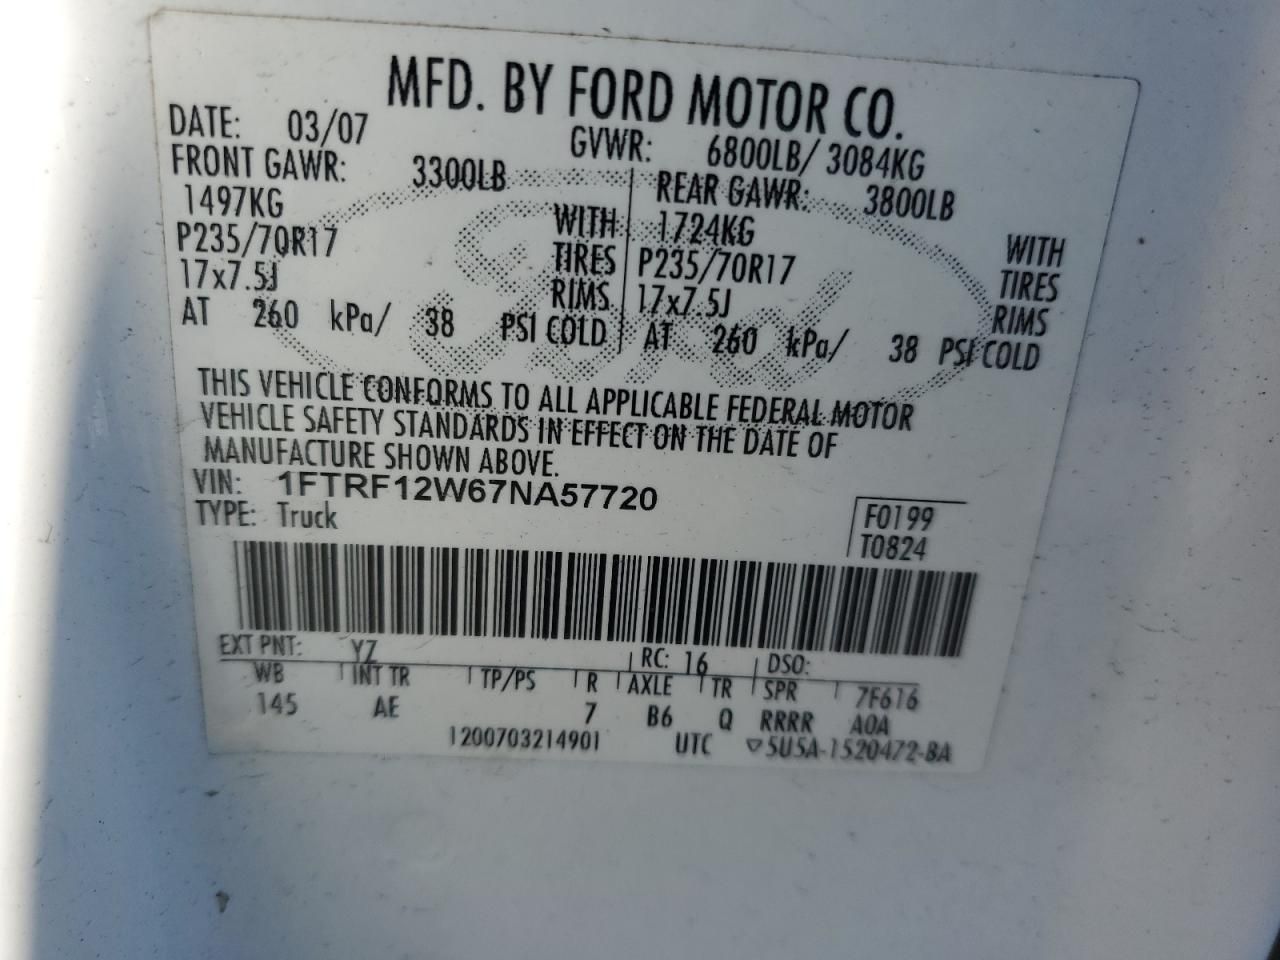 MFD. BY FORD MOTOR CO.
DATE: 03/07 GVWR: 6800LB/ 3084KG
FRONT GAWR: 3300LB REAR GAWR: 3800LB
1497KG WITH 1724KG WITH
P235/70R17 TIRES P235/70R17 TIRES
17x7.5J RIMS 17x7.5J RIMS
AT 260 kPa/ 38 PSI COLD AT 260 kPa/ 38 PSI COLD
THIS VEHICLE CONFORMS TO ALL APPLICABLE FEDERAL MOTOR
VEHICLE SAFETY STANDARDS IN EFFECT ON THE DATE OF
MANUFACTURE SHOWN ABOVE.
VIN: 1FTRF12W67NA57720
TYPE: Truck
F0199
T0824
EXT PNT: YZ RC: 16 DSO:
WB INT TR TP/PS R AXLE TR SPR 7F616
145 AE 7 B6 Q RRRR A0A
1200703214901 UTC ▽5U5A-1520472-BA
Ford